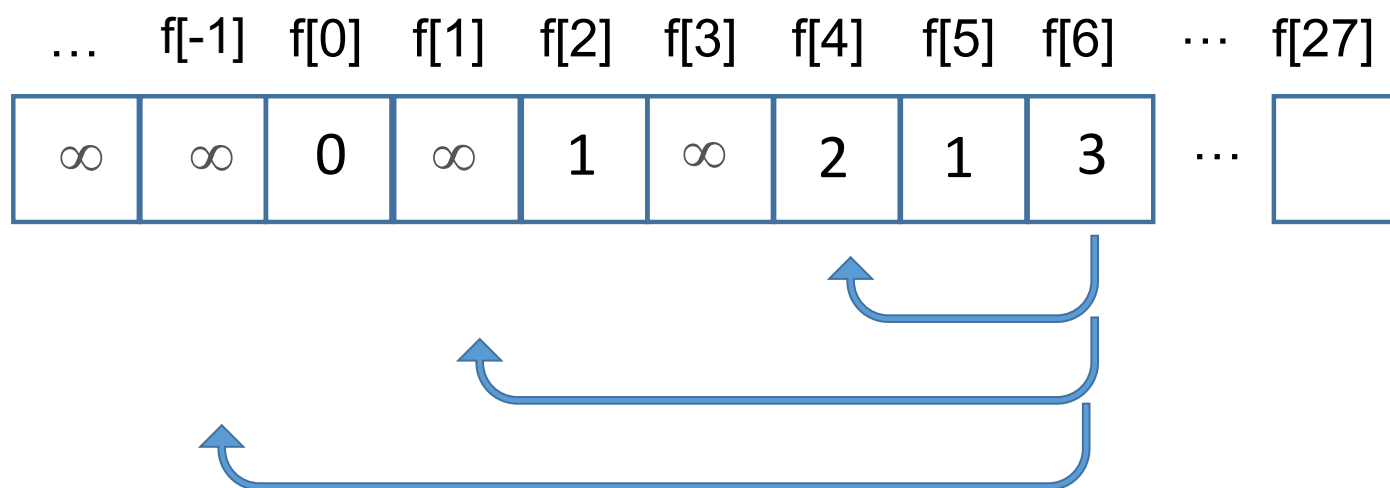 … f[-1] f[0] f[1] f[2] f[3] f[4] f[5] f[6] … f[27]
∞ ∞ 0 ∞ 1 ∞ 2 1 3 …